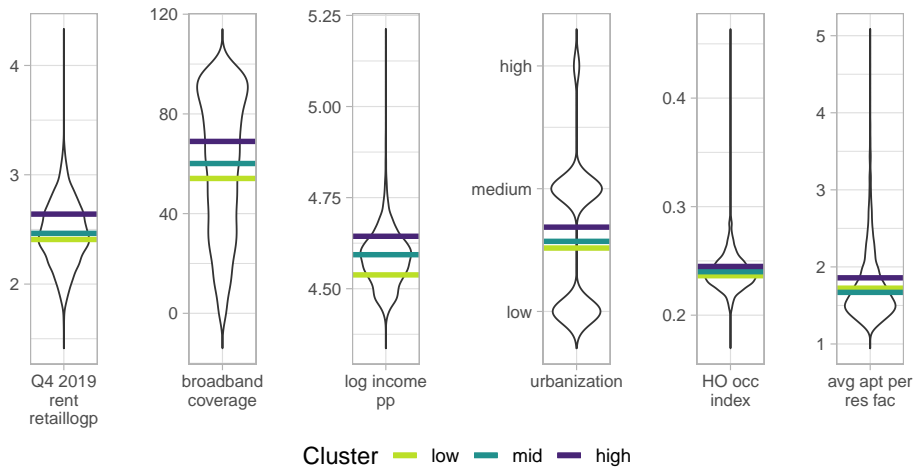 4
3
2
Q4 2019
rent
retaillogp
120
80
40
0
broadband
coverage
5.25
5.00
4.75
4.50
log income
pp
high
medium
low
urbanization
0.4
0.3
0.2
HO occ
index
5
4
3
2
1
avg apt per
res fac
Cluster low mid high